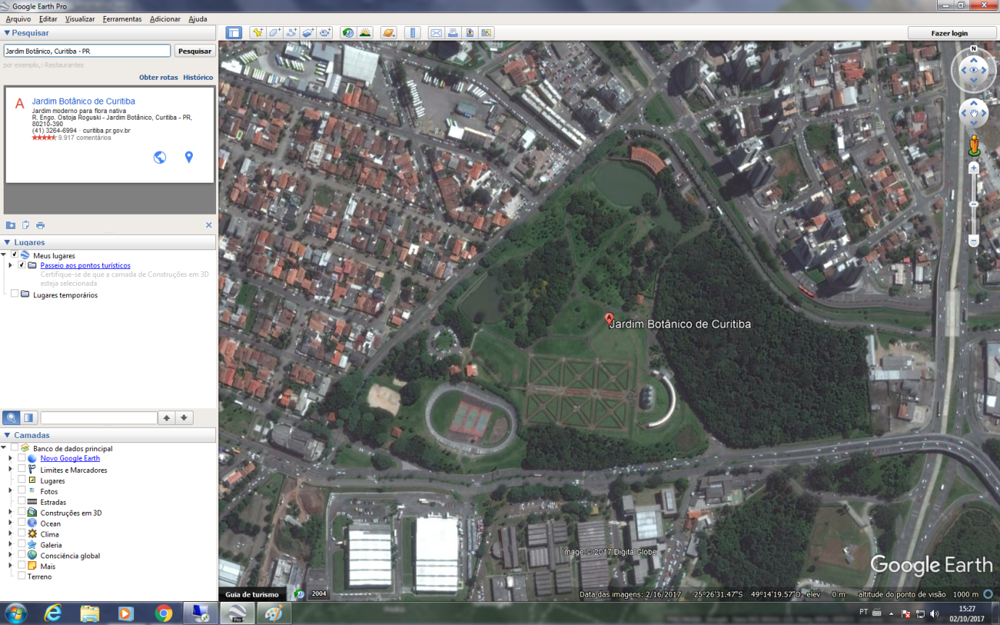 Google Earth Pro
Arquivo Editar Visualizar Ferramentas Adicionar Ajuda
Pesquisar
Jardim Botânico, Curitiba - PR
Pesquisar
por exemplo,: Restaurantes
Obter rotas Histórico
A
Jardim Botânico de Curitiba
Jardim moderno para flora nativa
R. Engo. Ostoja Roguski - Jardim Botânico, Curitiba - PR,
80210-390
(41) 3264-6994 · curitiba.pr.gov.br
9.917 comentários
Lugares
Meus lugares
Passeio aos pontos turísticos
Certifique-se de que a camada de Construções em 3D
esteja selecionada
Lugares temporários
Camadas
Banco de dados principal
Novo Google Earth
Limites e Marcadores
Lugares
Fotos
Estradas
Construções em 3D
Ocean
Clima
Galeria
Consciência global
Mais
Terreno
Fazer login
N
A
Jardim Botânico de Curitiba
Image © 2017 DigitalGlobe
Google Earth
Guia de turismo
2004
Data das imagens: 2/16/2017 25°26'31.47"S 49°14'19.57"O elev 0 m altitude do ponto de visão 1000 m
Pro
PT
15:27
02/10/2017